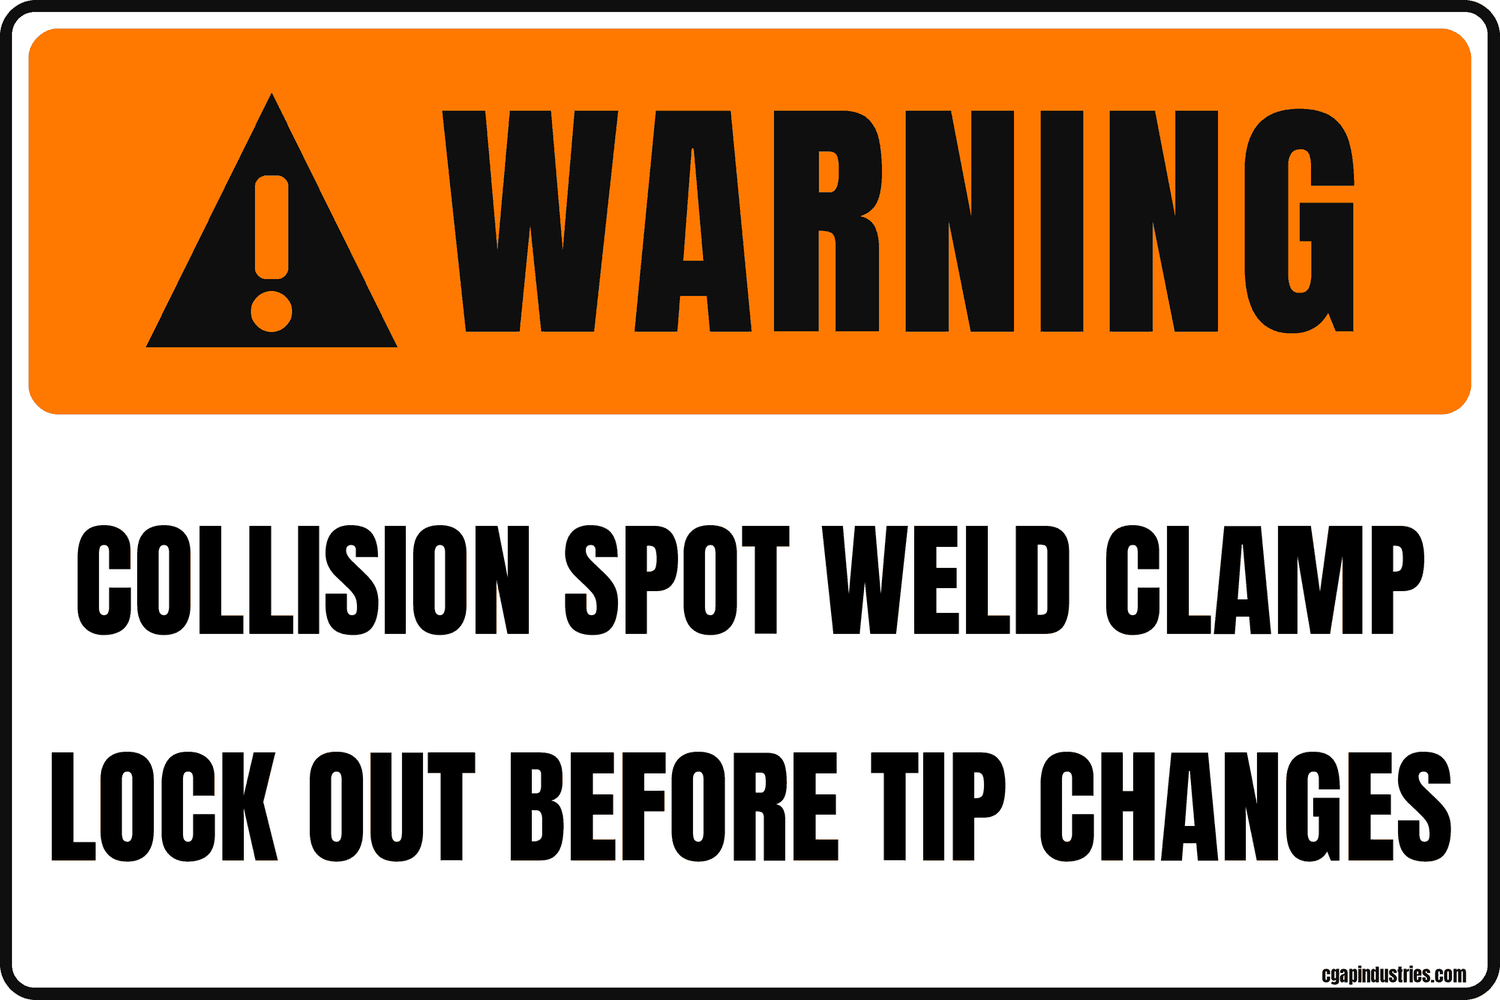 WARNING
COLLISION SPOT WELD CLAMP
LOCK OUT BEFORE TIP CHANGES
cgapindustries.com